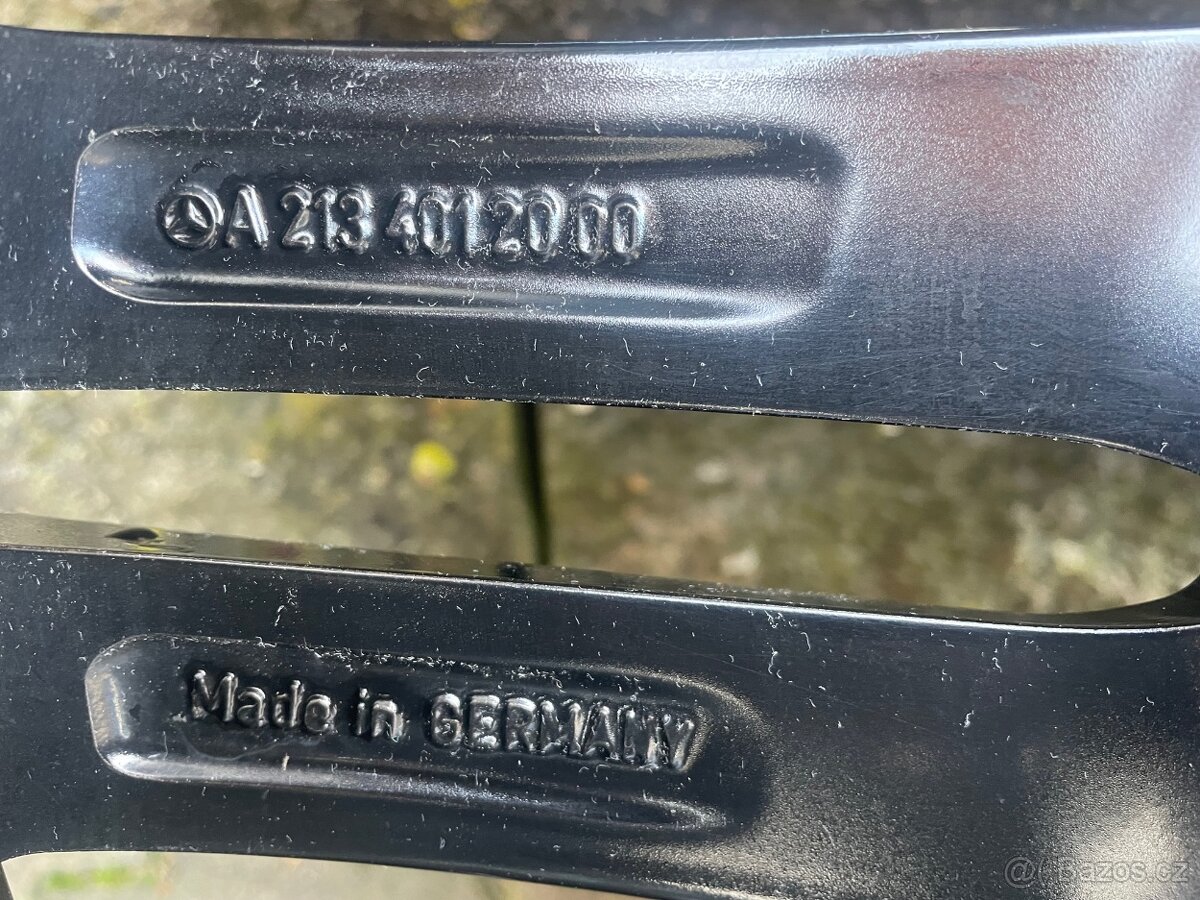 A 213 401 20 00
Made in GERMANY
@ Bazos.cz